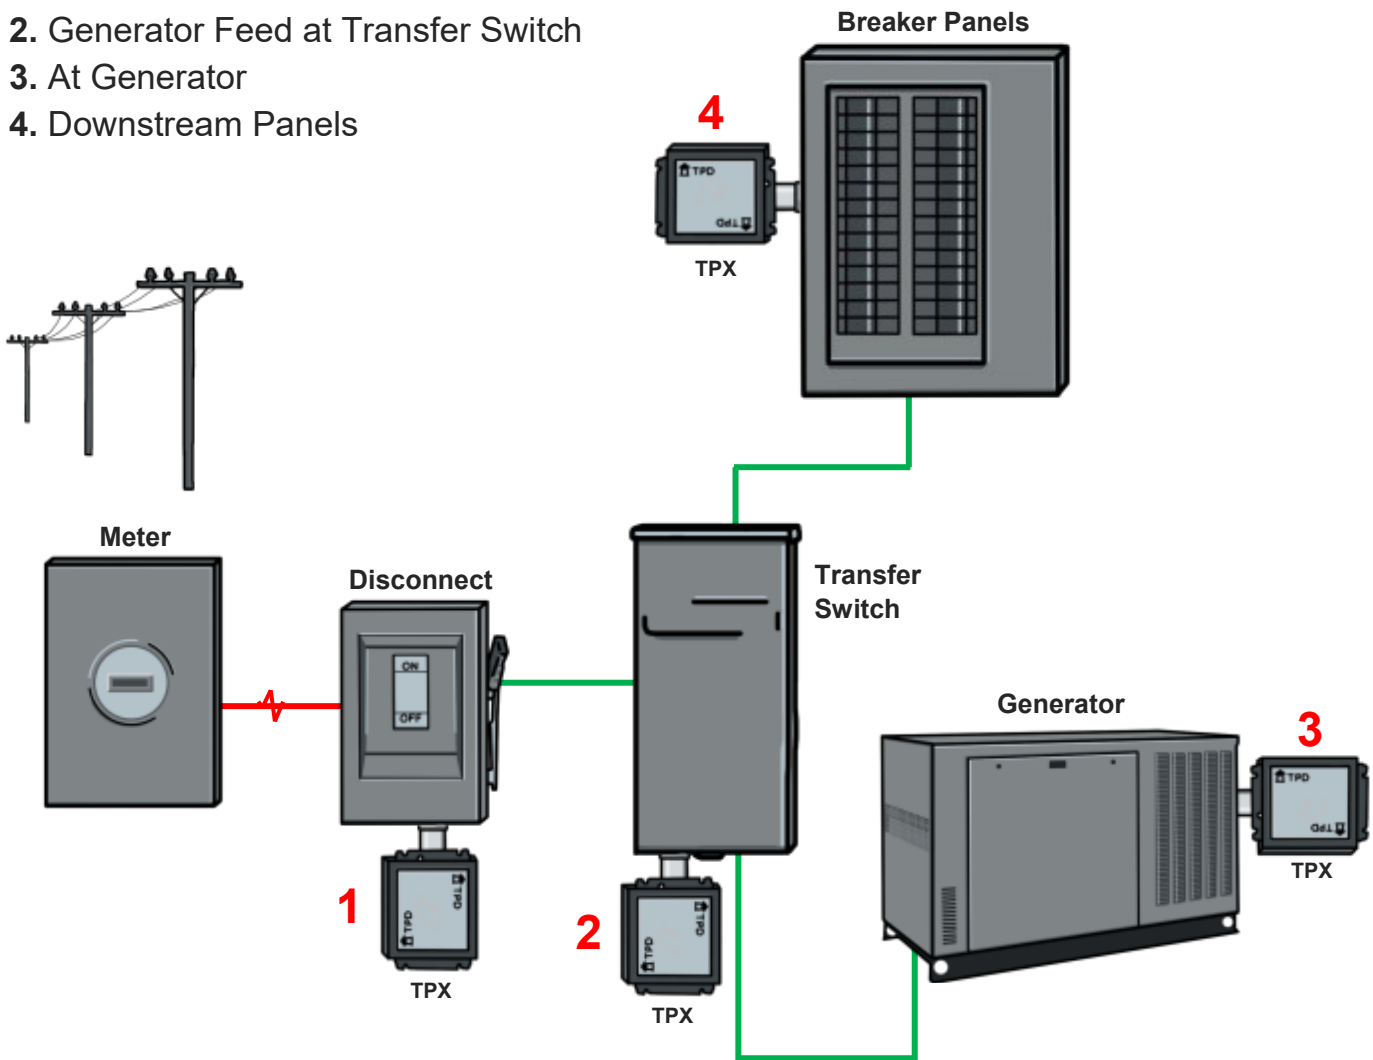 2. Generator Feed at Transfer Switch
3. At Generator
4. Downstream Panels
Breaker Panels
4
TPD
TPD
TPX
Meter
Disconnect
ON
OFF
Transfer
Switch
Generator
3
TPD
TPD
TPX
1
TPD
TPD
TPX
2
TPD
TPD
TPX